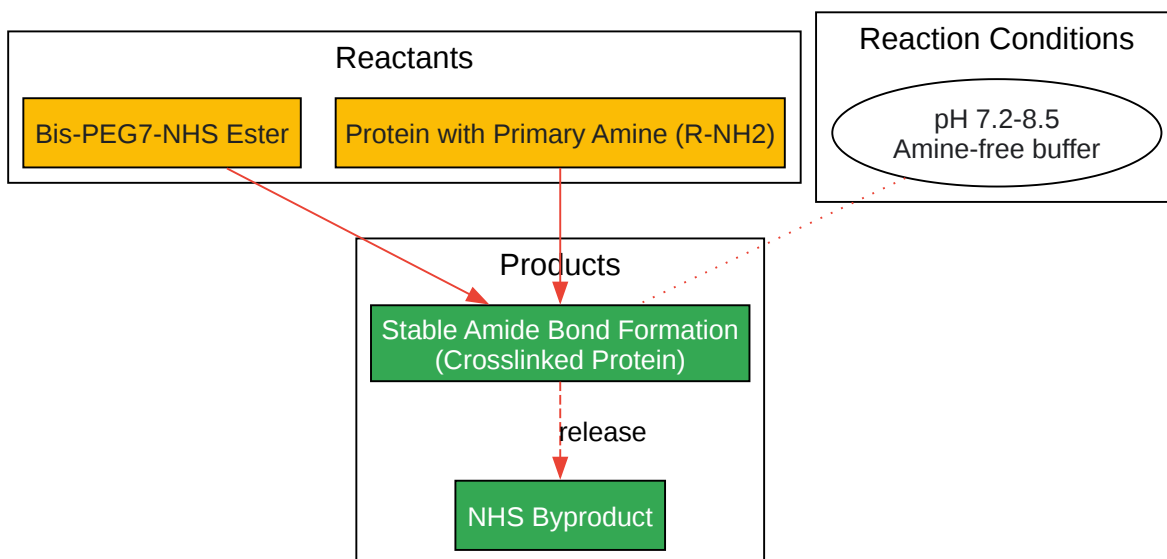 Reactants
Bis-PEG7-NHS Ester
Protein with Primary Amine (R-NH2)
Reaction Conditions
pH 7.2-8.5
Amine-free buffer
Products
Stable Amide Bond Formation
(Crosslinked Protein)
release
NHS Byproduct